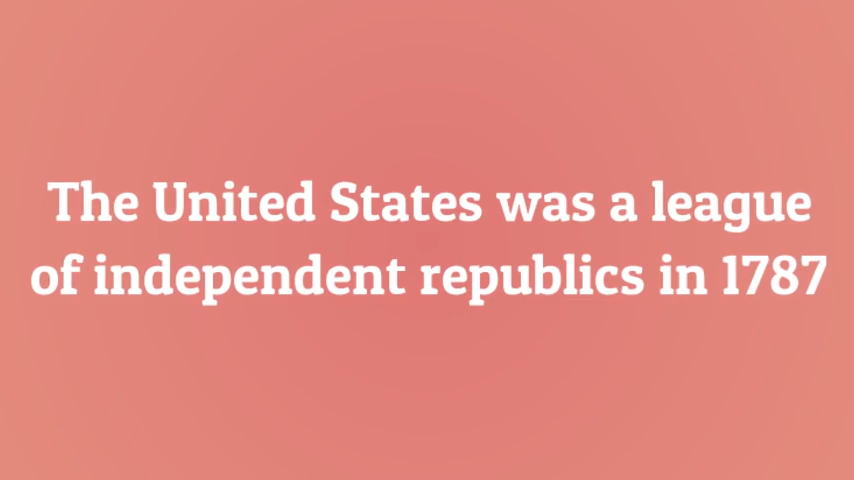 The United States was a league
of independent republics in 1787